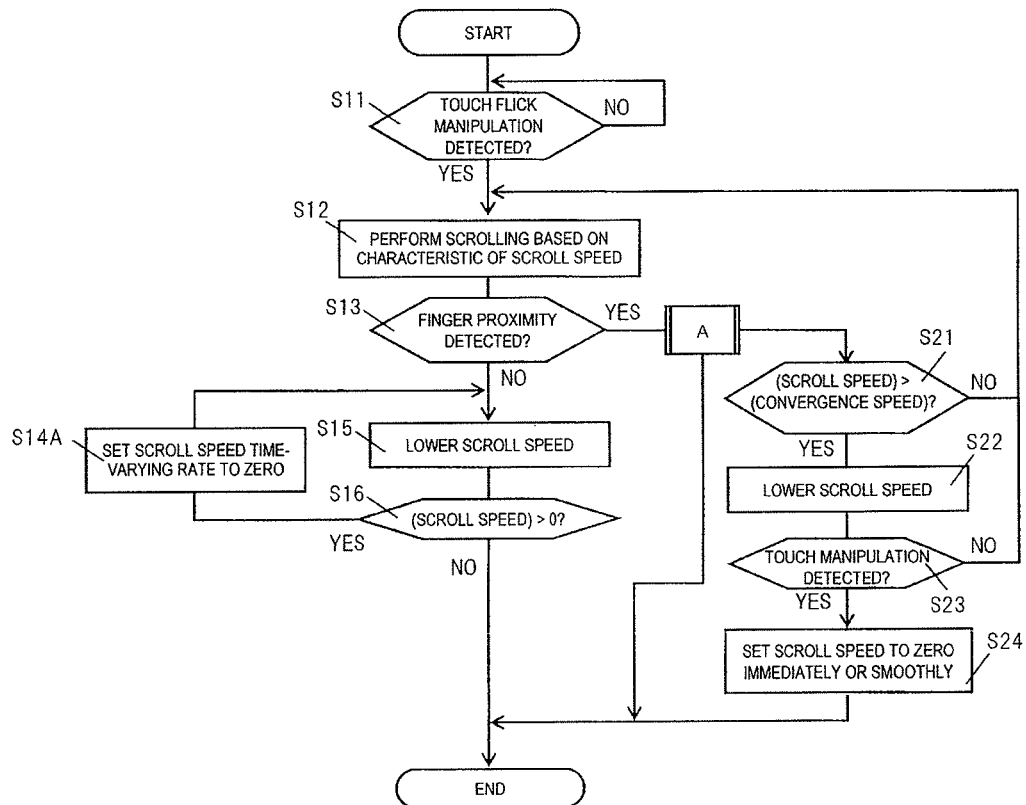 START
S11
TOUCH FLICK
MANIPULATION
DETECTED?
NO
YES
S12
PERFORM SCROLLING BASED ON
CHARACTERISTIC OF SCROLL SPEED
S13
FINGER PROXIMITY
DETECTED?
YES
A
NO
S21
(SCROLL SPEED) >
(CONVERGENCE SPEED)?
NO
YES
S14A
SET SCROLL SPEED TIME-
VARYING RATE TO ZERO
S15
LOWER SCROLL SPEED
S22
LOWER SCROLL SPEED
S16
(SCROLL SPEED) > 0?
YES
NO
TOUCH MANIPULATION
DETECTED?
NO
YES
S23
SET SCROLL SPEED TO ZERO
IMMEDIATELY OR SMOOTHLY
S24
END